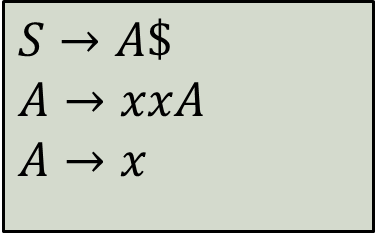 S → A$
A → xxA
A → x